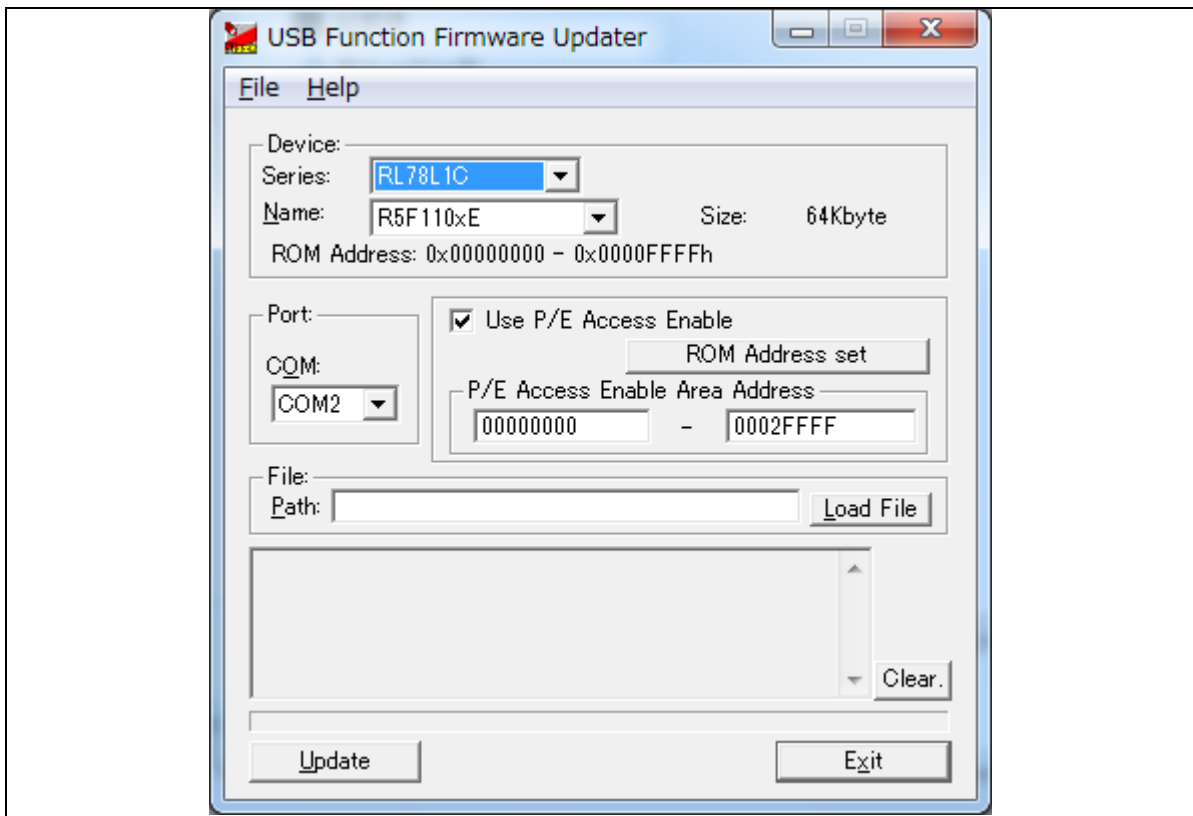 USB Function Firmware Updater
File Help
Device:
Series: RL78L1C
Name: R5F110xE Size: 64Kbyte
ROM Address: 0x00000000 - 0x0000FFFFh
Port:
COM:
COM2
Use P/E Access Enable
ROM Address set
P/E Access Enable Area Address
00000000 - 0002FFFF
File:
Path: Load File
Clear.
Update Exit